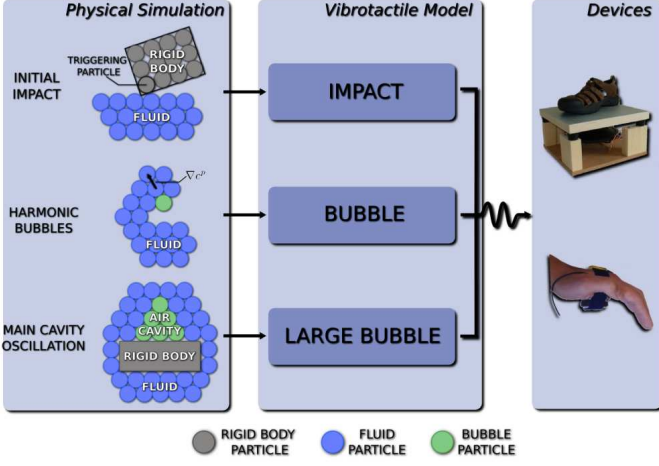 Physical Simulation
Vibrotactile Model
Devices
TRIGGERING
PARTICLE
RIGID
BODY
INITIAL
IMPACT
FLUID
IMPACT
∇c^p
HARMONIC
BUBBLES
FLUID
BUBBLE
MAIN CAVITY
OSCILLATION
AIR
CAVITY
RIGID BODY
FLUID
LARGE BUBBLE
RIGID BODY
PARTICLE
FLUID
PARTICLE
BUBBLE
PARTICLE